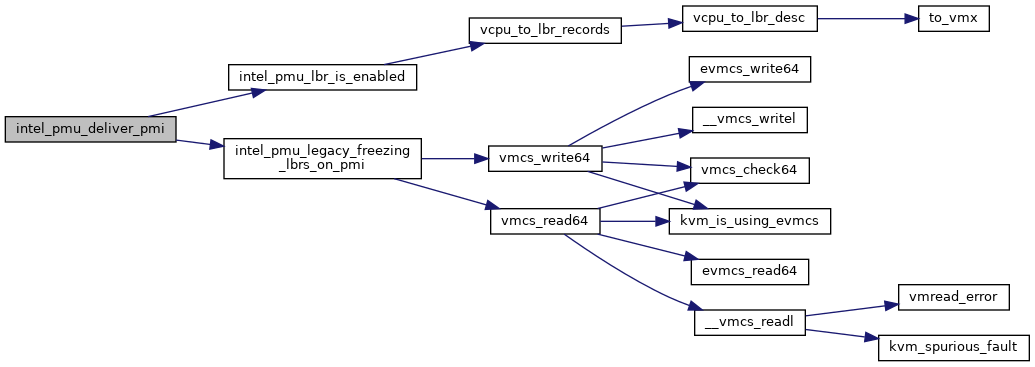 intel_pmu_deliver_pmi
intel_pmu_lbr_is_enabled
intel_pmu_legacy_freezing
_lbrs_on_pmi
vcpu_to_lbr_records
vcpu_to_lbr_desc
to_vmx
vmcs_write64
vmcs_read64
evmcs_write64
__vmcs_writel
vmcs_check64
kvm_is_using_evmcs
evmcs_read64
__vmcs_readl
vmread_error
kvm_spurious_fault